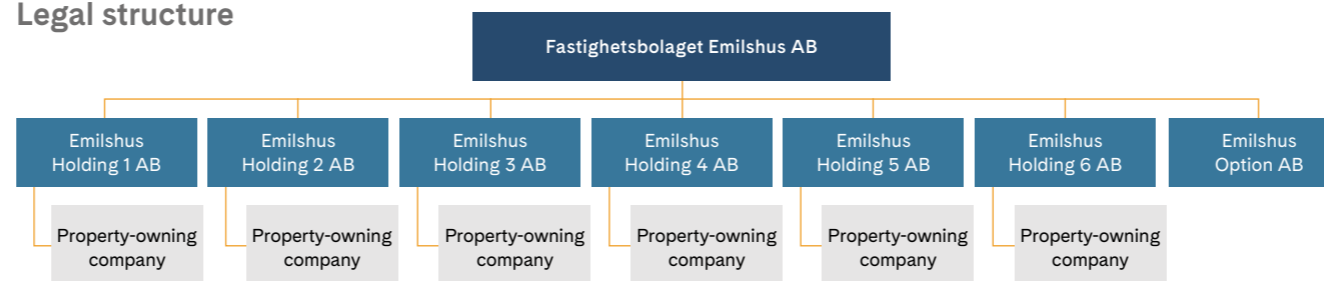 Legal structure
Fastighetsbolaget Emilshus AB
Emilshus
Holding 1 AB
Emilshus
Holding 2 AB
Emilshus
Holding 3 AB
Emilshus
Holding 4 AB
Emilshus
Holding 5 AB
Emilshus
Holding 6 AB
Emilshus
Option AB
Property-owning
company
Property-owning
company
Property-owning
company
Property-owning
company
Property-owning
company
Property-owning
company